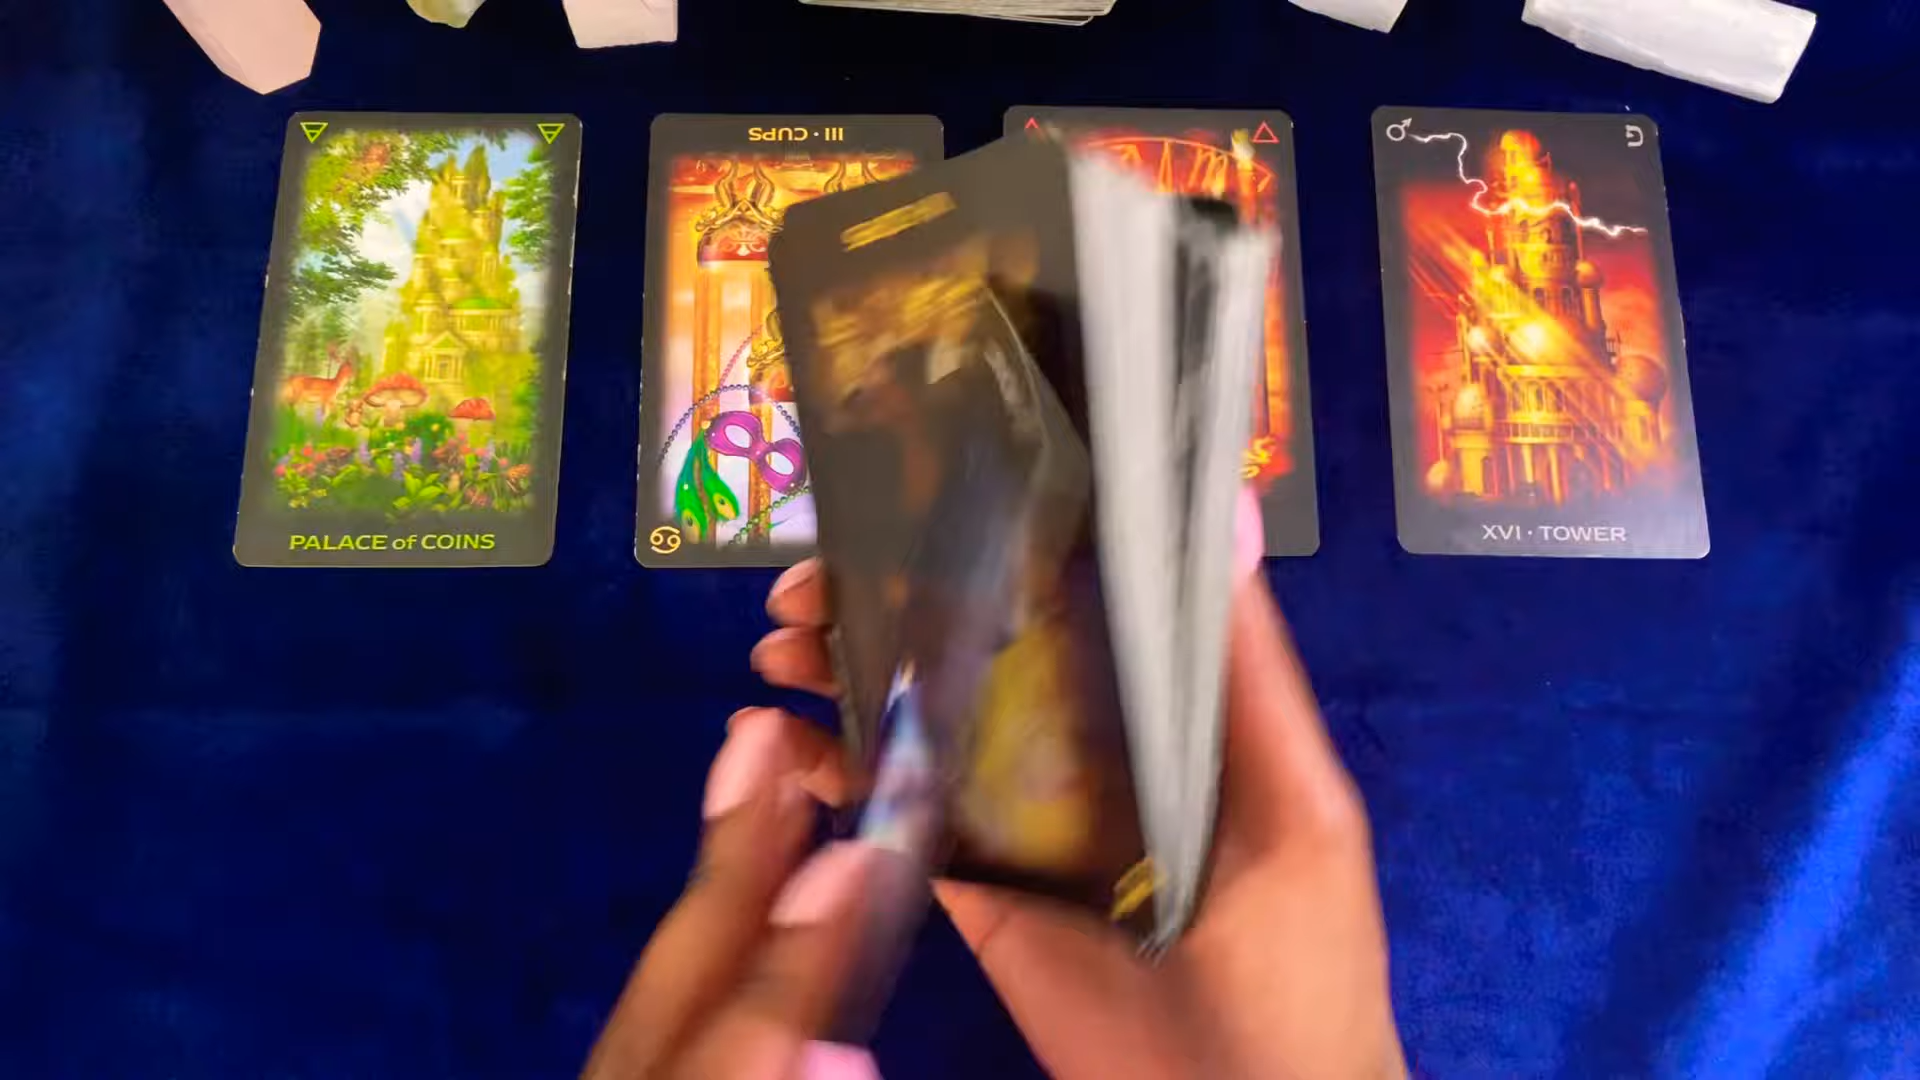 III · CUPS
PALACE of COINS
XVI · TOWER